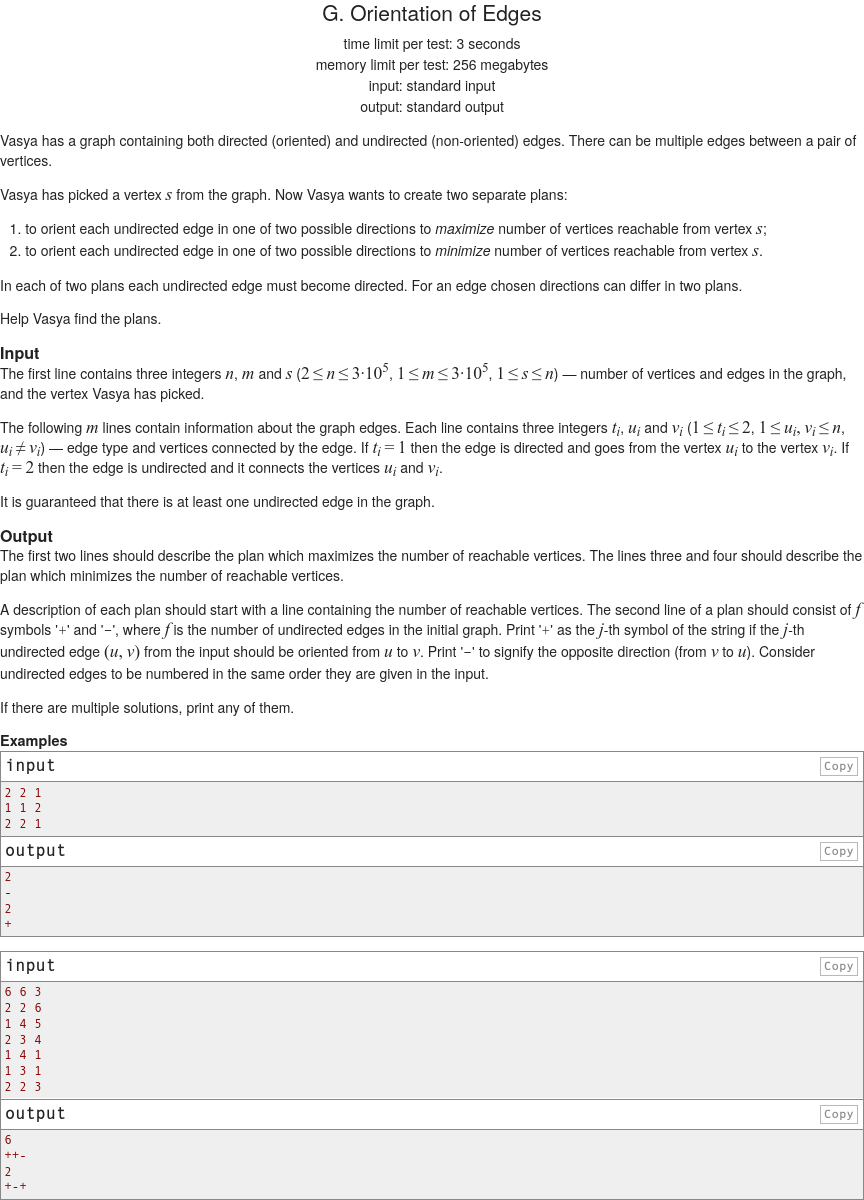 G. Orientation of Edges
time limit per test: 3 seconds
memory limit per test: 256 megabytes
input: standard input
output: standard output
Vasya has a graph containing both directed (oriented) and undirected (non-oriented) edges. There can be multiple edges between a pair of
vertices.
Vasya has picked a vertex s from the graph. Now Vasya wants to create two separate plans:
1. to orient each undirected edge in one of two possible directions to maximize number of vertices reachable from vertex s;
2. to orient each undirected edge in one of two possible directions to minimize number of vertices reachable from vertex s.
In each of two plans each undirected edge must become directed. For an edge chosen directions can differ in two plans.
Help Vasya find the plans.
Input
The first line contains three integers n, m and s (2 ≤ n ≤ 3·10^5, 1 ≤ m ≤ 3·10^5, 1 ≤ s ≤ n) — number of vertices and edges in the graph,
and the vertex Vasya has picked.
The following m lines contain information about the graph edges. Each line contains three integers t_i, u_i and v_i (1 ≤ t_i ≤ 2, 1 ≤ u_i, v_i ≤ n,
u_i ≠ v_i) — edge type and vertices connected by the edge. If t_i = 1 then the edge is directed and goes from the vertex u_i to the vertex v_i. If
t_i = 2 then the edge is undirected and it connects the vertices u_i and v_i.
It is guaranteed that there is at least one undirected edge in the graph.
Output
The first two lines should describe the plan which maximizes the number of reachable vertices. The lines three and four should describe the
plan which minimizes the number of reachable vertices.
A description of each plan should start with a line containing the number of reachable vertices. The second line of a plan should consist of f
symbols '+' and '-', where f is the number of undirected edges in the initial graph. Print '+' as the j-th symbol of the string if the j-th
undirected edge (u, v) from the input should be oriented from u to v. Print '-' to signify the opposite direction (from v to u). Consider
undirected edges to be numbered in the same order they are given in the input.
If there are multiple solutions, print any of them.
Examples
input Copy
2 2 1
1 1 2
2 2 1
output Copy
2
-
2
+
input Copy
6 6 3
2 2 6
1 4 5
2 3 4
1 4 1
1 3 1
2 2 3
output Copy
6
++-
2
+-+